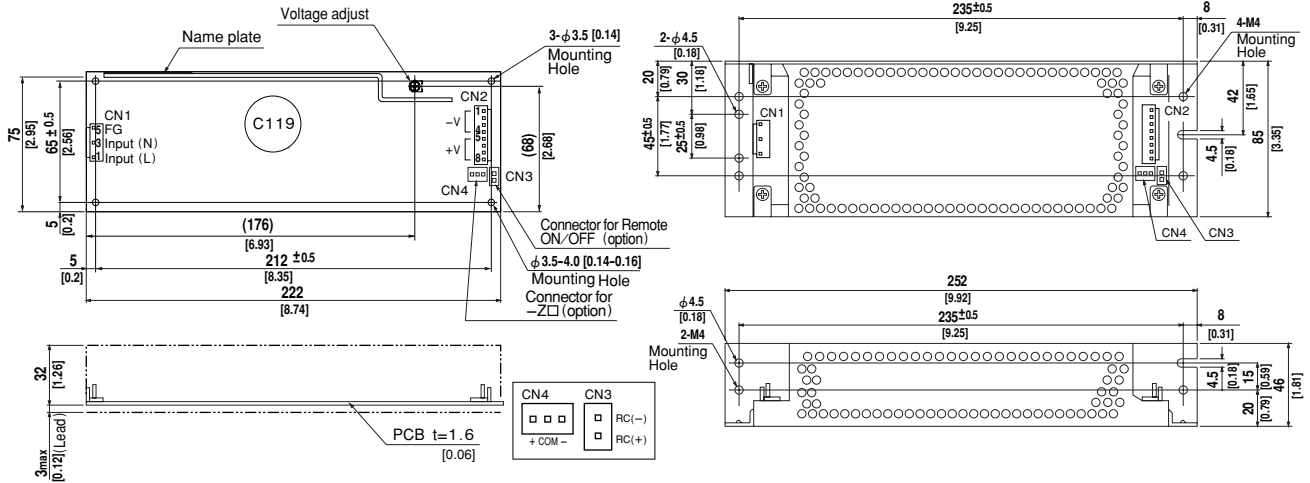 Voltage adjust
Name plate
3-φ3.5 [0.14]
Mounting
Hole
75
[2.95]
65 ± 0.5
[2.56]
CN1
5 FG
3 Input (N)
1 Input (L)
C119
CN2
1
−V
4
5
+V
8
(68)
[2.68]
CN4
CN3
5
[0.2]
(176)
[6.93]
5
[0.2]
212 ±0.5
[8.35]
222
[8.74]
Connector for Remote
ON/OFF (option)
φ3.5-4.0 [0.14-0.16]
Mounting Hole
Connector for
−Z□ (option)
32
[1.26]
3max
[0.12](Lead)
PCB t=1.6
[0.06]
CN4
+ COM −
CN3
RC(−)
RC(+)
235±0.5
[9.25]
8
[0.31]
2-φ4.5
[0.18]
4-M4
Mounting
Hole
20
[0.79]
30
[1.18]
45±0.5
[1.77]
25±0.5
[0.98]
CN1
CN2
42
[1.65]
4.5
[0.18]
85
[3.35]
CN4
CN3
252
[9.92]
235±0.5
[9.25]
8
[0.31]
φ4.5
[0.18]
2-M4
Mounting
Hole
4.5
[0.18]
15
[0.59]
20
[0.79]
46
[1.81]